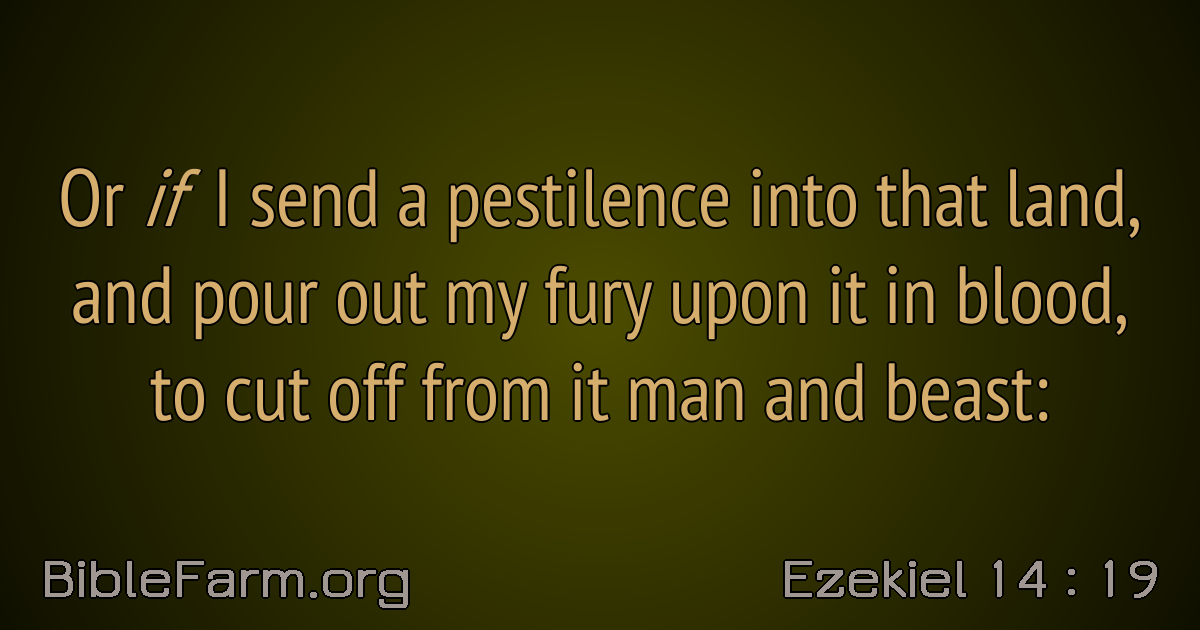 Or if I send a pestilence into that land,
and pour out my fury upon it in blood,
to cut off from it man and beast:
BibleFarm.org
Ezekiel 14 : 19